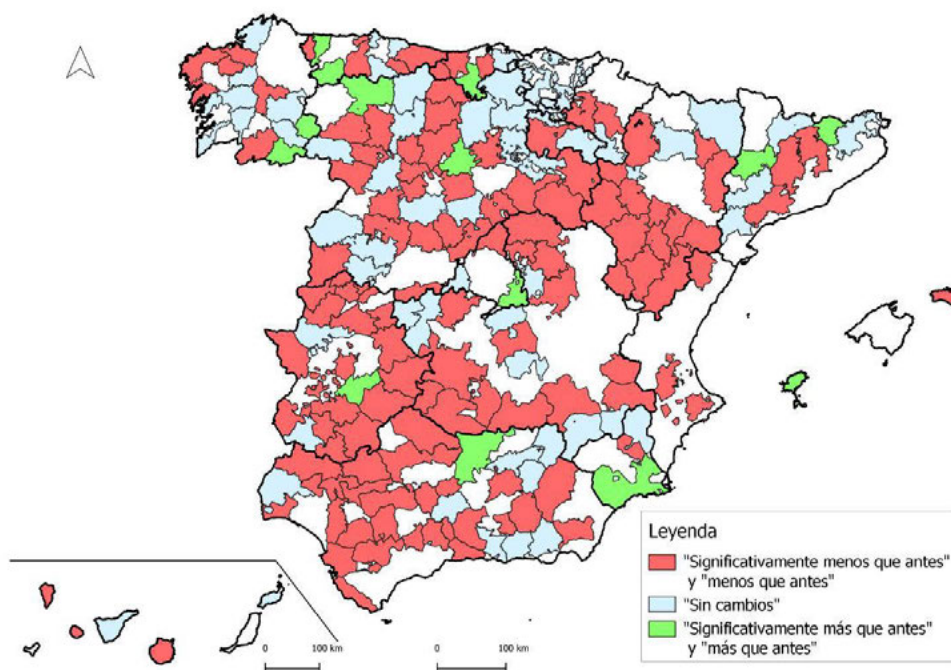 Leyenda
"Significativamente menos que antes"
y "menos que antes"
"Sin cambios"
"Significativamente más que antes"
y "más que antes"
0 100 km
0 100 km